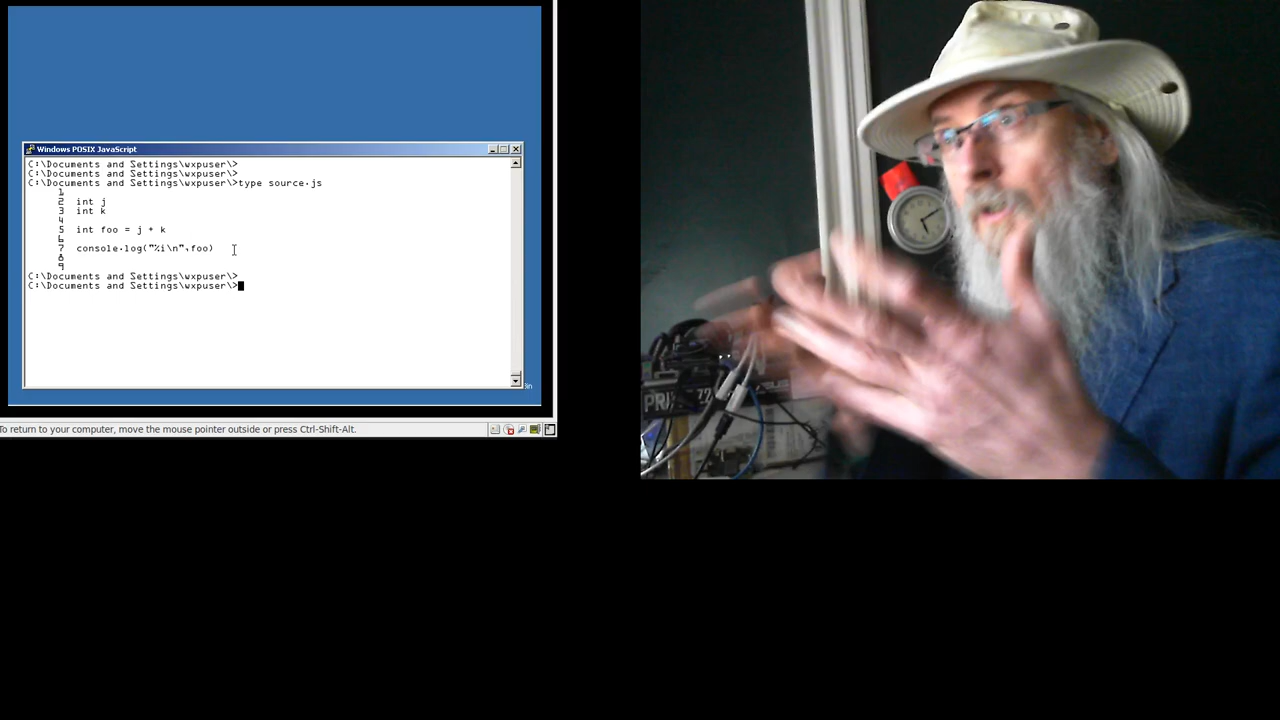 Windows POSIX JavaScript
C:\Documents and Settings\wxpuser\>
C:\Documents and Settings\wxpuser\>
C:\Documents and Settings\wxpuser\>type source.js
1
2 int j
3 int k
4
5 int foo = j + k
6
7 console.log("%i\n",foo)
8
9
C:\Documents and Settings\wxpuser\>
C:\Documents and Settings\wxpuser\>
To return to your computer, move the mouse pointer outside or press Ctrl-Shift-Alt.